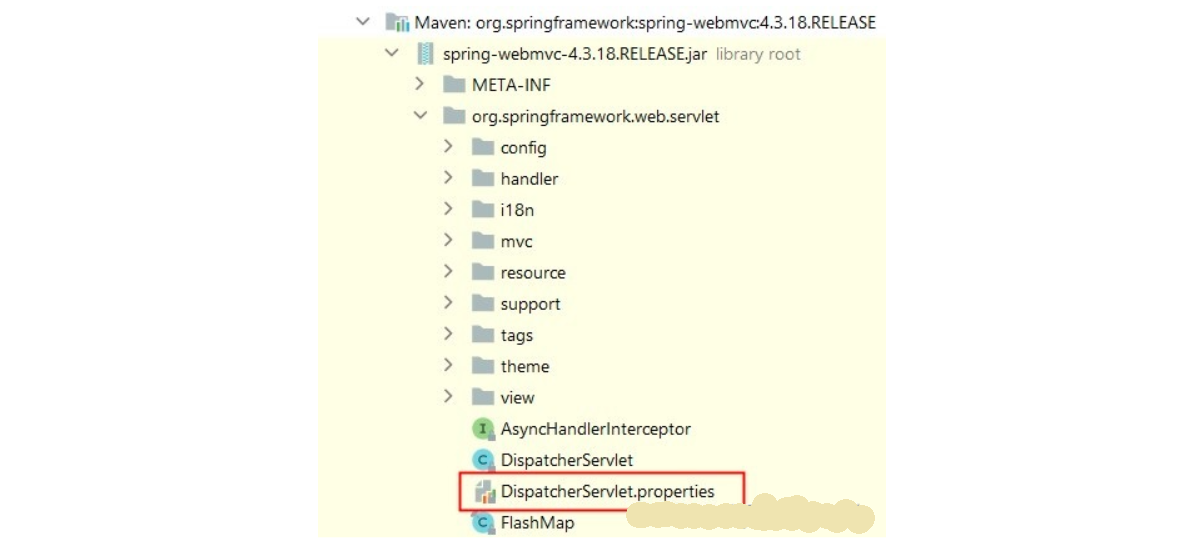 Maven: org.springframework:spring-webmvc:4.3.18.RELEASE
spring-webmvc-4.3.18.RELEASE.jar library root
META-INF
org.springframework.web.servlet
config
handler
i18n
mvc
resource
support
tags
theme
view
I AsyncHandlerInterceptor
C DispatcherServlet
DispatcherServlet.properties
C FlashMap